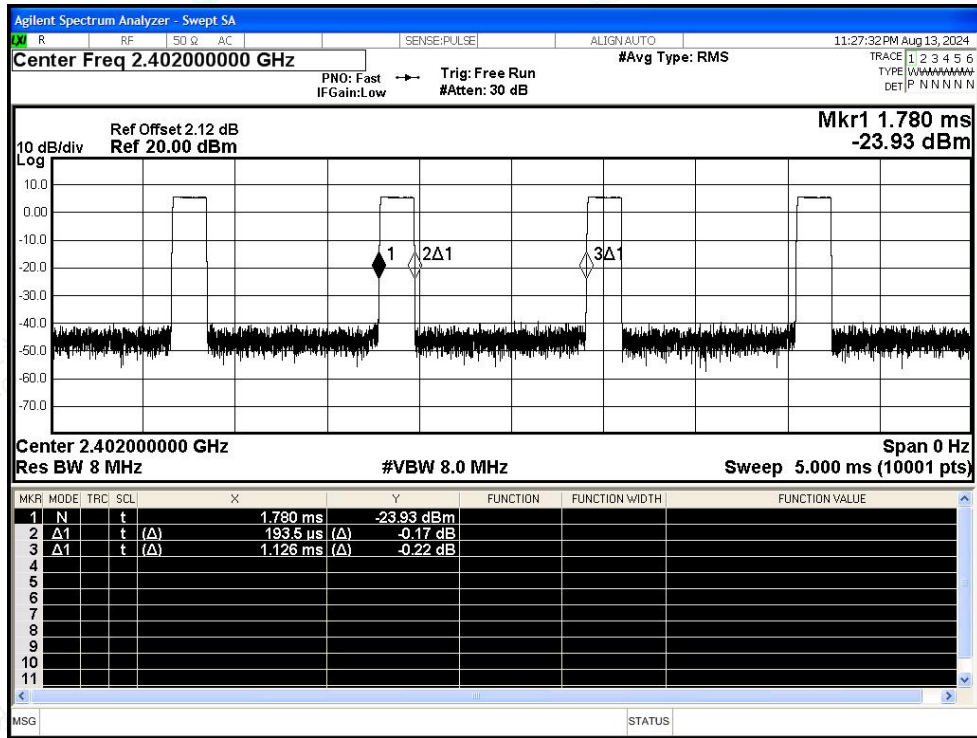 Agilent Spectrum Analyzer - Swept SA
LXI R RF 50 Ω AC SENSE:PULSE ALIGN AUTO 11:27:32 PM Aug 13, 2024
Center Freq 2.402000000 GHz
#Avg Type: RMS
TRACE 1 2 3 4 5 6
PNO: Fast Trig: Free Run
TYPE W
IFGain:Low #Atten: 30 dB
DET P N N N N N
Mkr1 1.780 ms
-23.93 dBm
Ref Offset 2.12 dB
10 dB/div Ref 20.00 dBm
Log
10.0
0.00
-10.0
1 2Δ1 3Δ1
-20.0
-30.0
-40.0
-50.0
-60.0
-70.0
Center 2.402000000 GHz Span 0 Hz
Res BW 8 MHz #VBW 8.0 MHz Sweep 5.000 ms (10001 pts)
MKR MODE TRC SCL X Y FUNCTION FUNCTION WIDTH FUNCTION VALUE
1 N t 1.780 ms -23.93 dBm
2 Δ1 t (Δ) 193.5 µs (Δ) -0.17 dB
3 Δ1 t (Δ) 1.126 ms (Δ) -0.22 dB
4
5
6
7
8
9
10
11
MSG STATUS